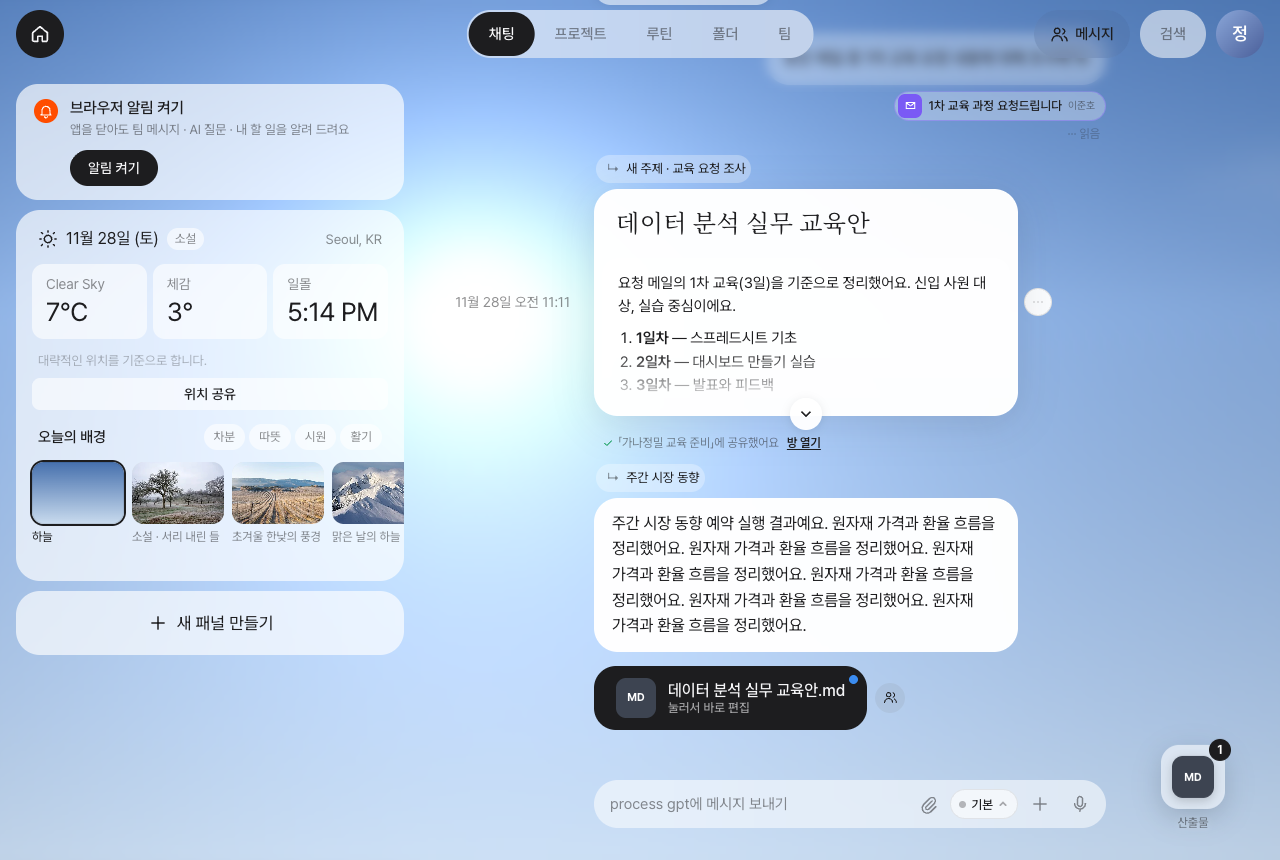 채팅
프로젝트
루틴
폴더
팀
메시지
검색
정
브라우저 알림 켜기
앱을 닫아도 팀 메시지 · AI 질문 · 내 할 일을 알려 드려요
알림 켜기
11월 28일 (토)
소설
Seoul, KR
Clear Sky
7°C
체감
3°
일몰
5:14 PM
대략적인 위치를 기준으로 합니다.
위치 공유
오늘의 배경
차분
따뜻
시원
활기
하늘
소설 · 서리 내린 들
초겨울 한낮의 풍경
맑은 날의 하늘
새 패널 만들기
1차 교육 과정 요청드립니다 이준호
읽음
새 주제 · 교육 요청 조사
11월 28일 오전 11:11
데이터 분석 실무 교육안
요청 메일의 1차 교육(3일)을 기준으로 정리했어요. 신입 사원 대
상, 실습 중심이에요.
1. 1일차 — 스프레드시트 기초
2. 2일차 — 대시보드 만들기 실습
3. 3일차 — 발표와 피드백
「가나정밀 교육 준비」에 공유했어요 방 열기
주간 시장 동향
주간 시장 동향 예약 실행 결과예요. 원자재 가격과 환율 흐름을
정리했어요. 원자재 가격과 환율 흐름을 정리했어요. 원자재
가격과 환율 흐름을 정리했어요. 원자재 가격과 환율 흐름을
정리했어요. 원자재 가격과 환율 흐름을 정리했어요. 원자재
가격과 환율 흐름을 정리했어요.
MD
데이터 분석 실무 교육안.md
눌러서 바로 편집
process gpt에 메시지 보내기
기본
1
MD
산출물